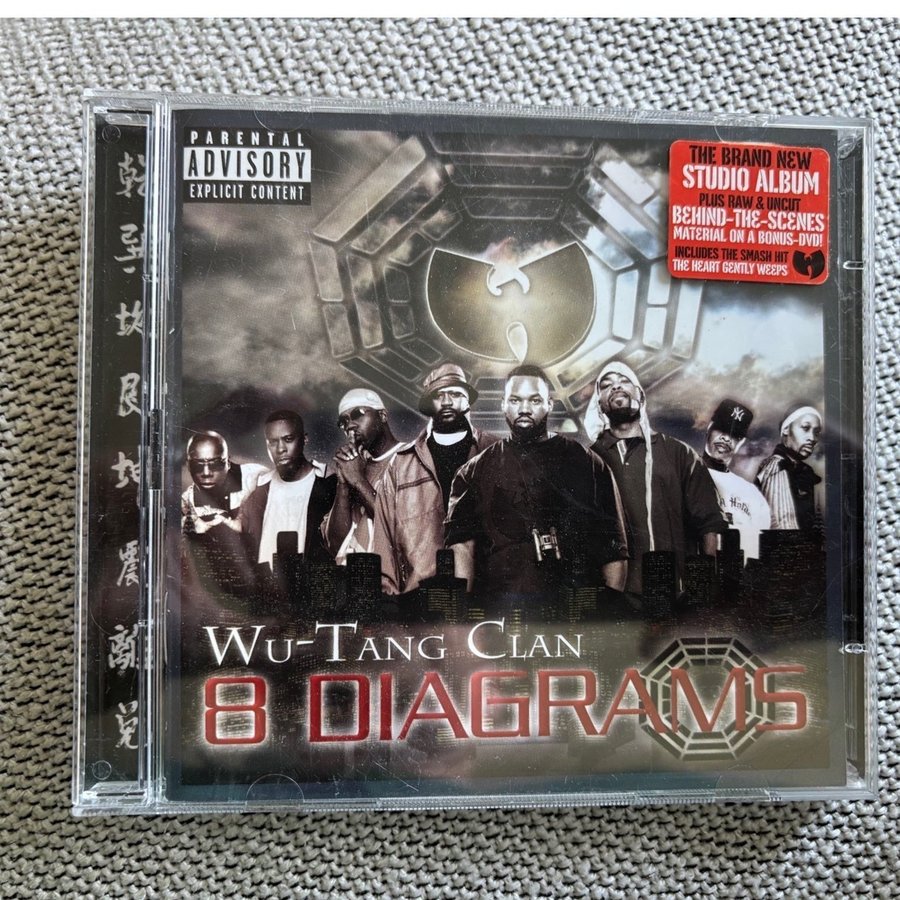 乾
巽
坎
艮
坤
震
離
兌
PARENTAL
ADVISORY
EXPLICIT CONTENT
THE BRAND NEW
STUDIO ALBUM
PLUS RAW & UNCUT
BEHIND-THE-SCENES
MATERIAL ON A BONUS-DVD!
INCLUDES THE SMASH HIT
THE HEART GENTLY WEEPS
NY
WU-TANG CLAN
8 DIAGRAMS